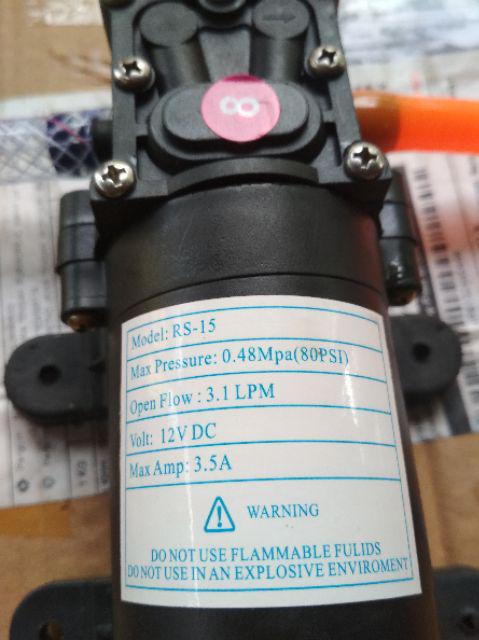 8
Model: RS-15
Max Pressure: 0.48Mpa(80PSI)
Open Flow : 3.1 LPM
Volt: 12V DC
Max Amp: 3.5A
WARNING
DO NOT USE FLAMMABLE FULIDS
DO NOT USE IN AN EXPLOSIVE ENVIROMENT